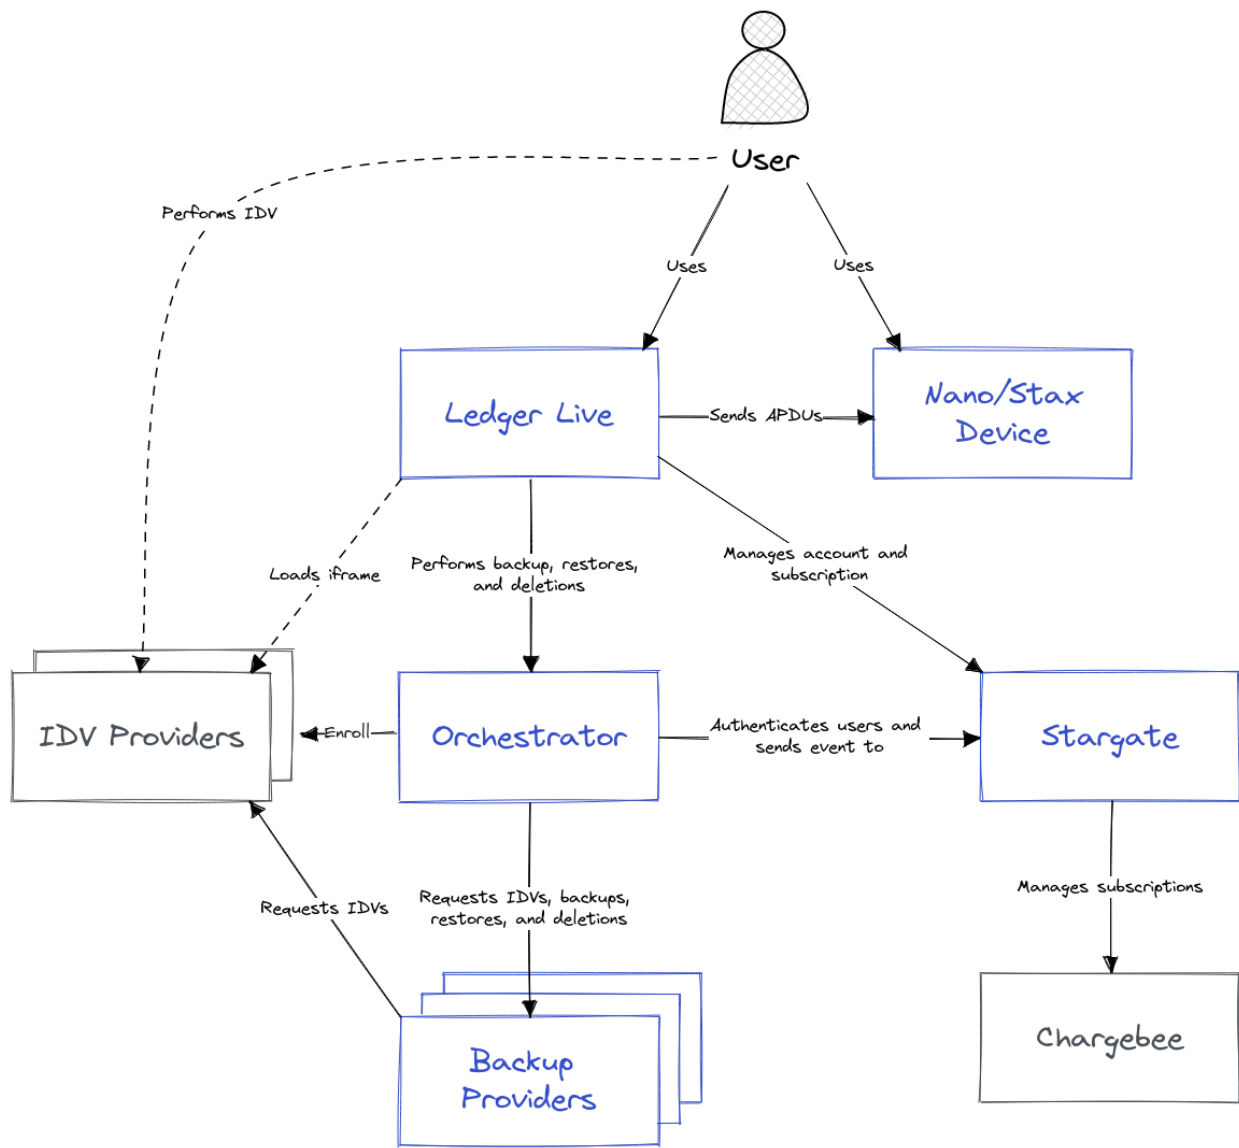 User
Performs IDV
Uses
Uses
Ledger Live
Sends APDUs
Nano/Stax
Device
Loads iframe
Performs backup, restores,
and deletions
Manages account and
subscription
IDV Providers
Enroll
Orchestrator
Authenticates users and
sends event to
Stargate
Requests IDVs
Requests IDVs, backups,
restores, and deletions
Manages subscriptions
Backup
Providers
Chargebee